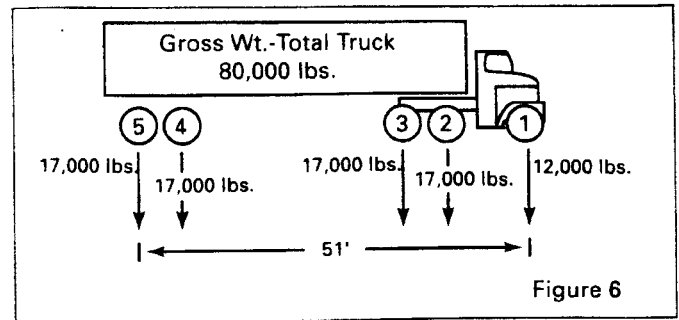 Gross Wt.-Total Truck
80,000 lbs.
5 4 3 2 1
17,000 lbs.
17,000 lbs.
17,000 lbs.
17,000 lbs.
12,000 lbs.
51'
Figure 6